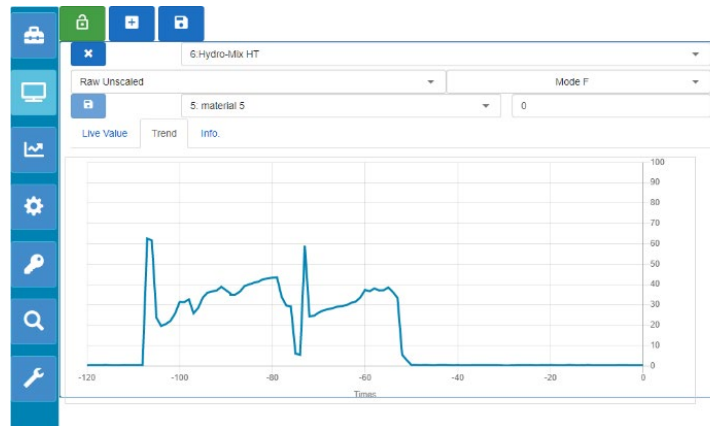 6:Hydro-Mix HT
Raw Unscaled Mode F
5: material 5 0
Live Value Trend Info.
100
90
80
70
60
50
40
30
20
10
0
-120 -100 -80 -60 -40 -20 0
Times